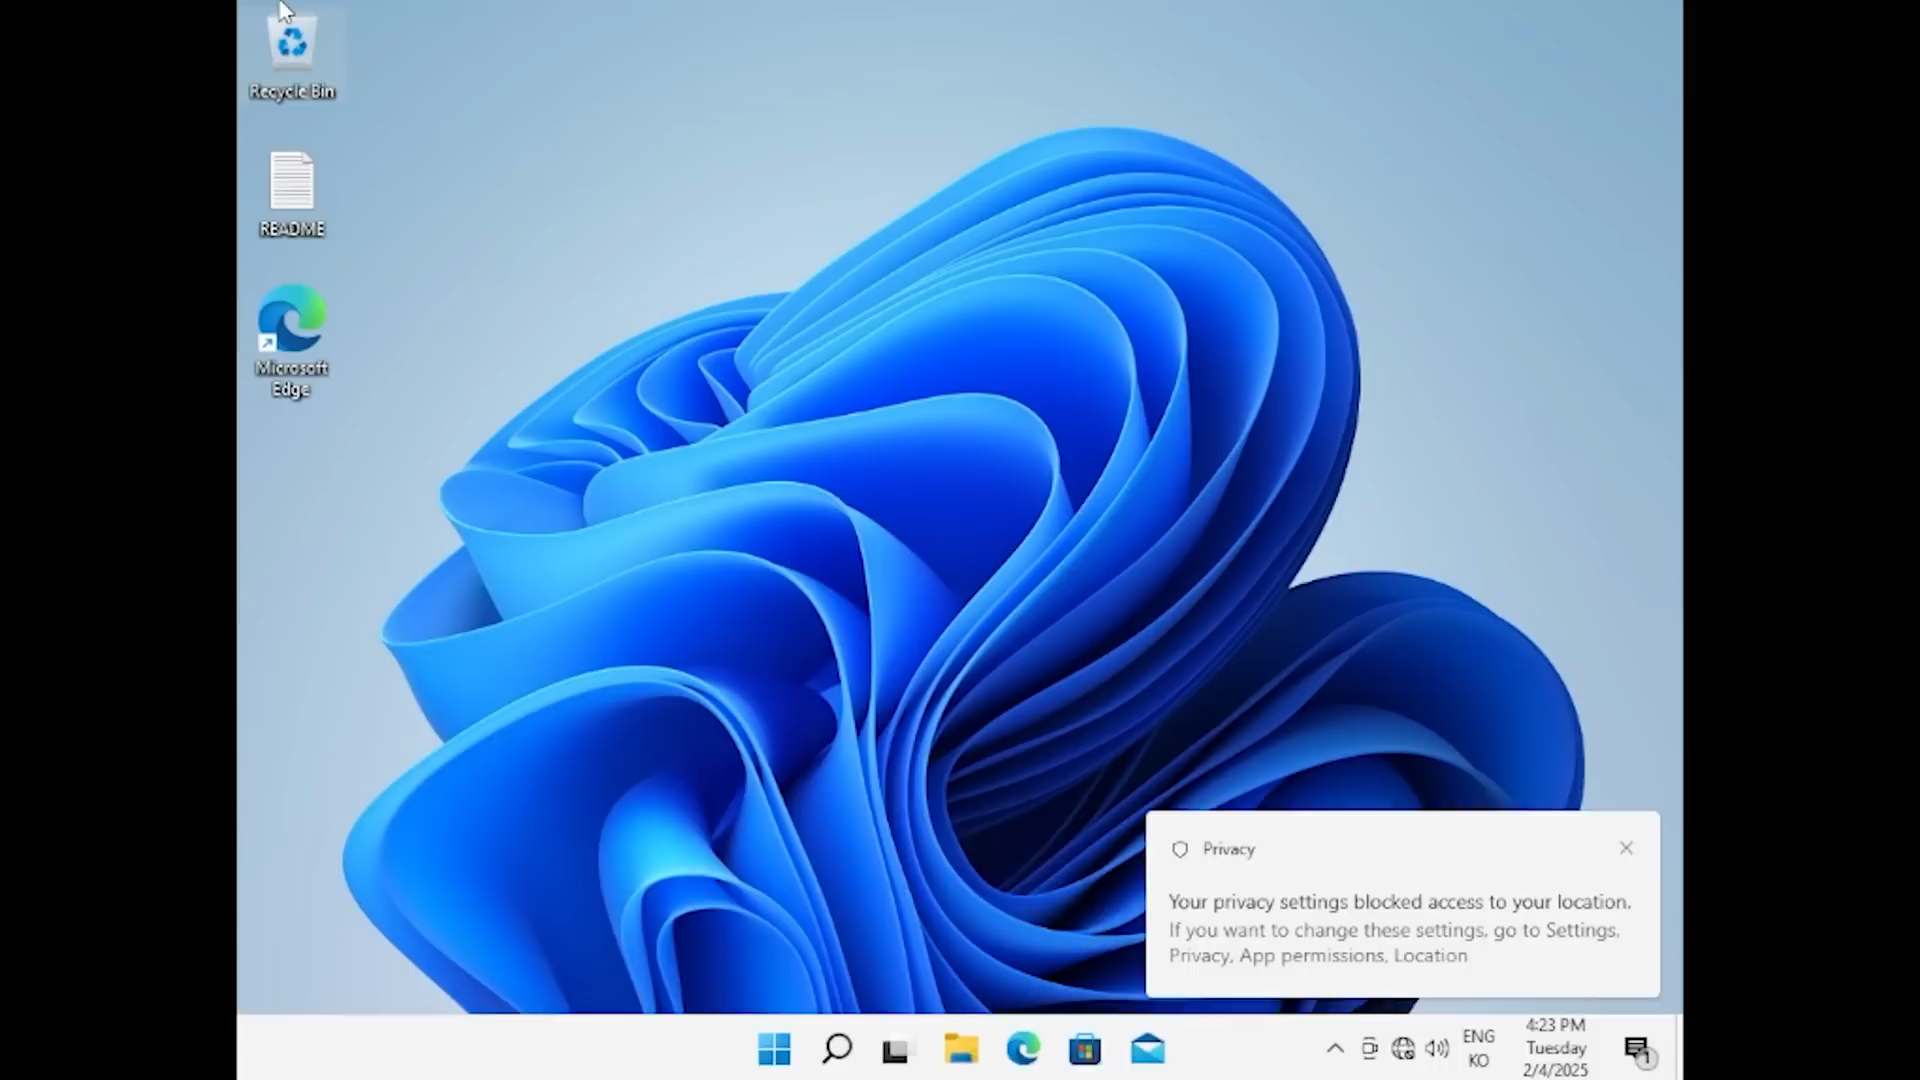 Recycle Bin
README
Microsoft
Edge
Privacy
Your privacy settings blocked access to your location.
If you want to change these settings, go to Settings,
Privacy, App permissions, Location
ENG
KO
4:23 PM
Tuesday
2/4/2025
1